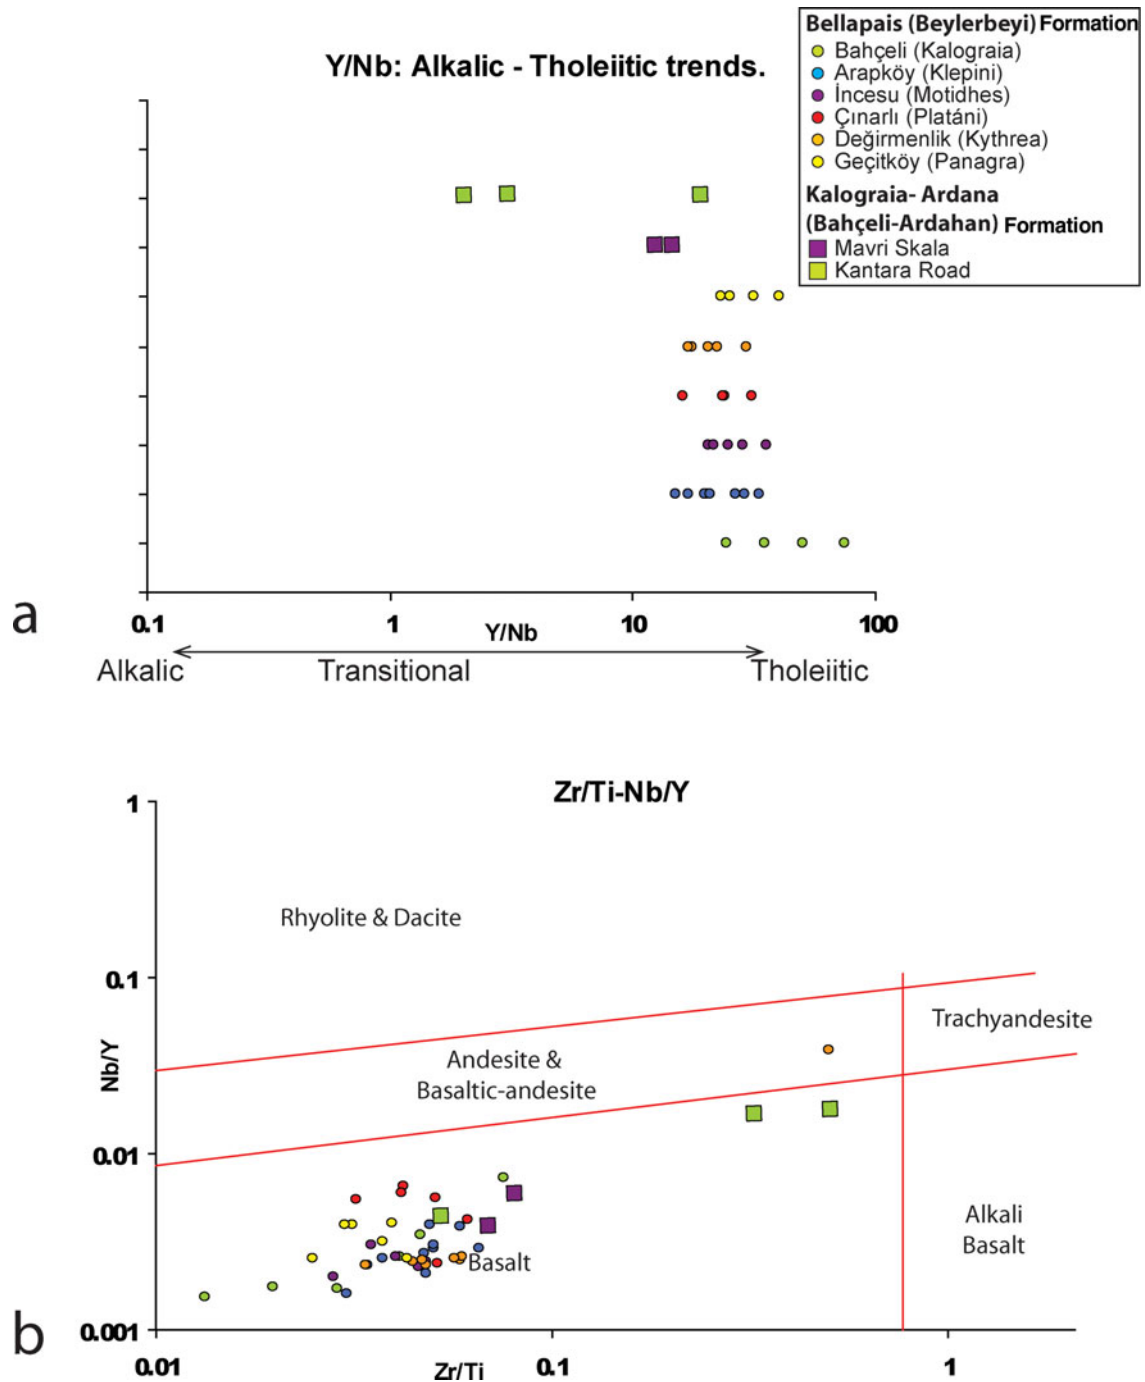 Bellapais (Beylerbeyi) Formation
Bahçeli (Kalograia)
Arapköy (Klepini)
İncesu (Motidhes)
Çınarlı (Platáni)
Değirmenlik (Kythrea)
Geçitköy (Panagra)
Kalograia- Ardana
(Bahçeli-Ardahan) Formation
Mavri Skala
Kantara Road
Y/Nb: Alkalic - Tholeiitic trends.
a
0.1 1 10 100
Y/Nb
Alkalic Transitional Tholeiitic
Zr/Ti-Nb/Y
1
Rhyolite & Dacite
0.1
Trachyandesite
Nb/Y
Andesite &
Basaltic-andesite
0.01
Alkali
Basalt
Basalt
b
0.001
0.01 0.1 1
Zr/Ti